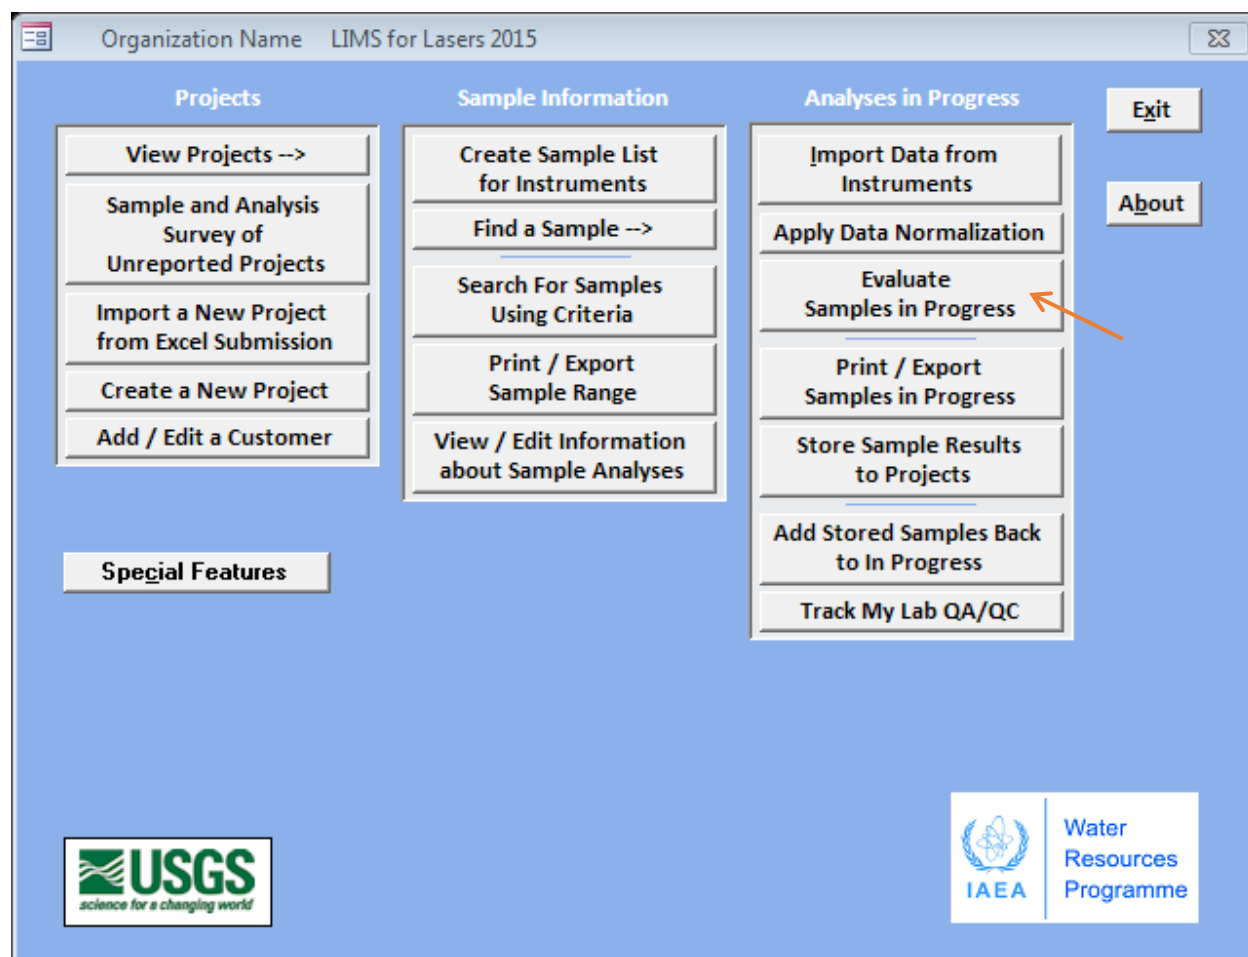 Organization Name LIMS for Lasers 2015
Projects
View Projects -->
Sample and Analysis
Survey of
Unreported Projects
Import a New Project
from Excel Submission
Create a New Project
Add / Edit a Customer
Special Features
Sample Information
Create Sample List
for Instruments
Find a Sample -->
Search For Samples
Using Criteria
Print / Export
Sample Range
View / Edit Information
about Sample Analyses
Analyses in Progress
Import Data from
Instruments
Apply Data Normalization
Evaluate
Samples in Progress
Print / Export
Samples in Progress
Store Sample Results
to Projects
Add Stored Samples Back
to In Progress
Track My Lab QA/QC
Exit
About
USGS
science for a changing world
IAEA
Water
Resources
Programme